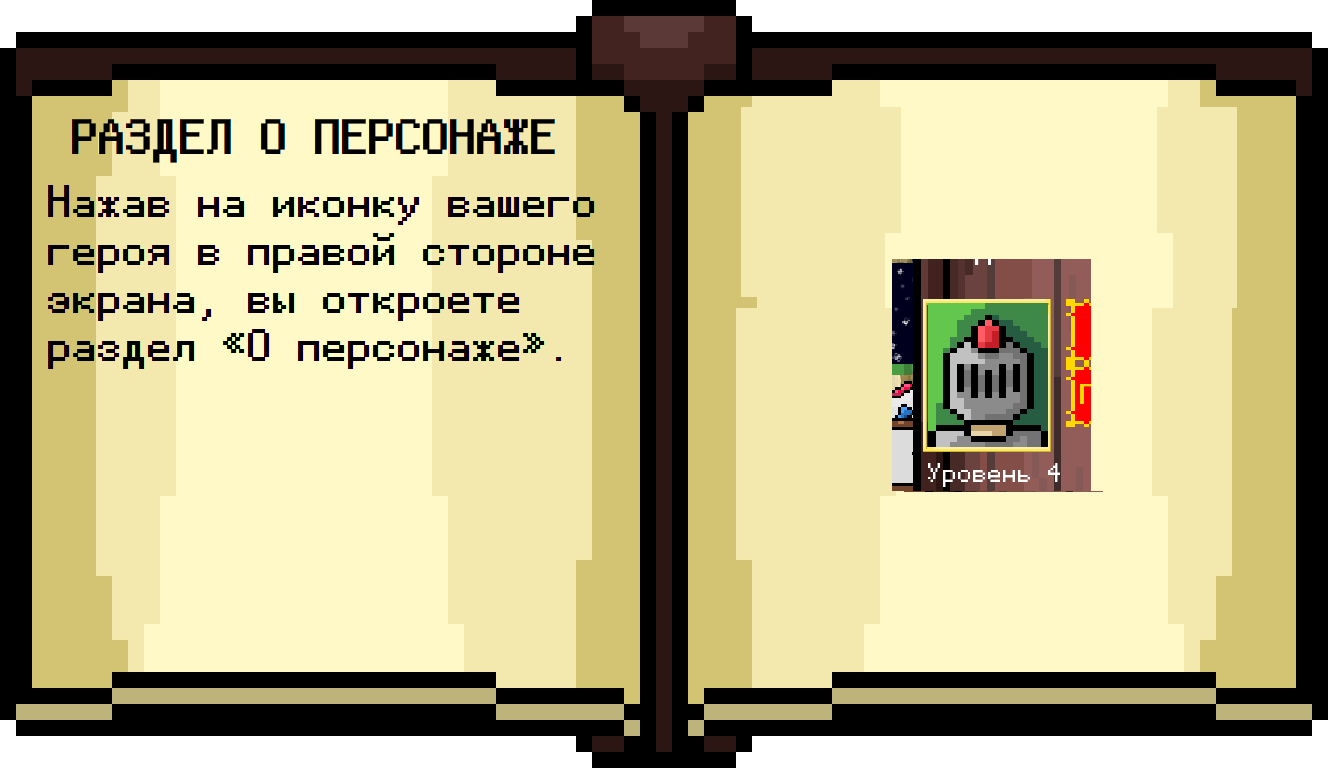 РАЗДЕЛ О ПЕРСОНАЖЕ
Нажав на иконку вашего
героя в правой стороне
экрана, вы откроете
раздел «О персонаже».
Уровень 4